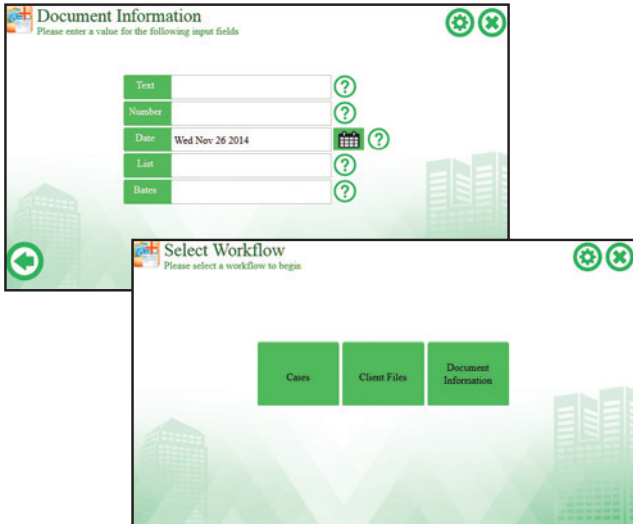 Document Information
Please enter a value for the following input fields
Text
Number
Date
Wed Nov 26 2014
List
Bates
Select Workflow
Please select a workflow to begin
Cases
Client Files
Document
Information